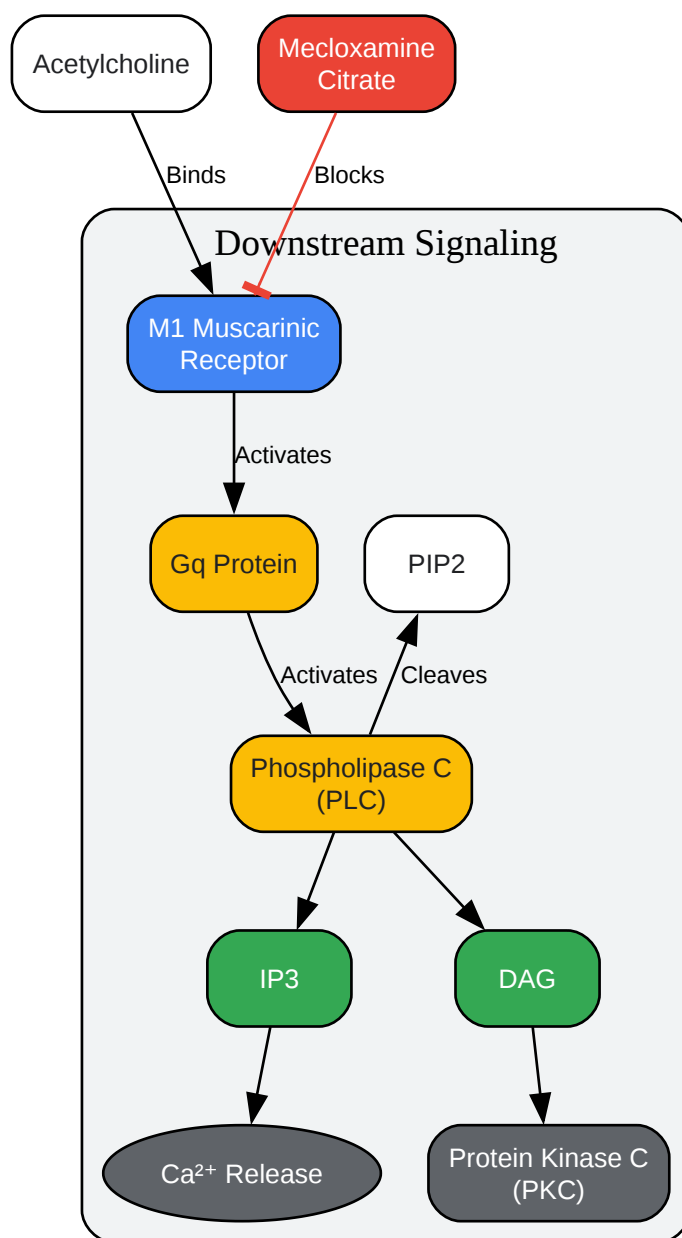 Acetylcholine
Mecloxamine
Citrate
Binds
Blocks
Downstream Signaling
M1 Muscarinic
Receptor
Activates
Gq Protein
PIP2
Activates
Cleaves
Phospholipase C
(PLC)
IP3
DAG
Ca²⁺ Release
Protein Kinase C
(PKC)